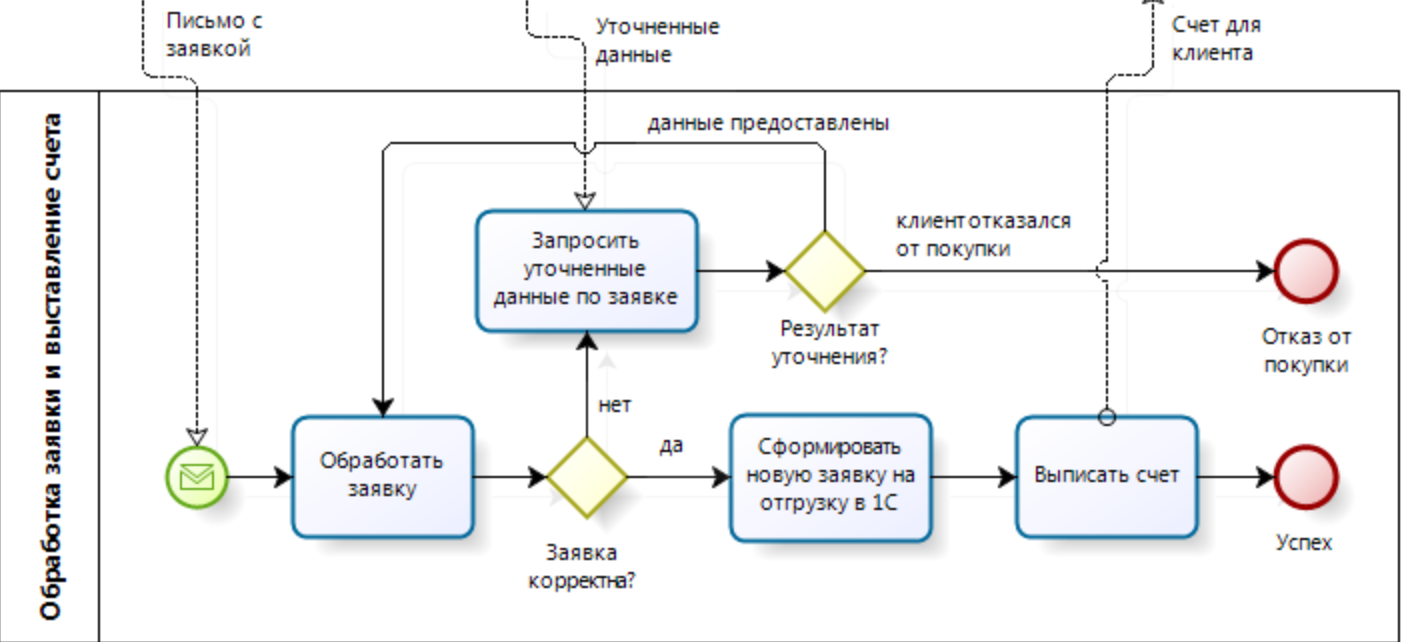 Письмо с
заявкой
Уточненные
данные
Счет для
клиента
Обработка заявки и выставление счета
данные предоставлены
Запросить
уточненные
данные по заявке
клиент отказался
от покупки
Результат
уточнения?
Отказ от
покупки
нет
да
Обработать
заявку
Сформировать
новую заявку на
отгрузку в 1С
Выписать счет
Заявка
корректна?
Успех